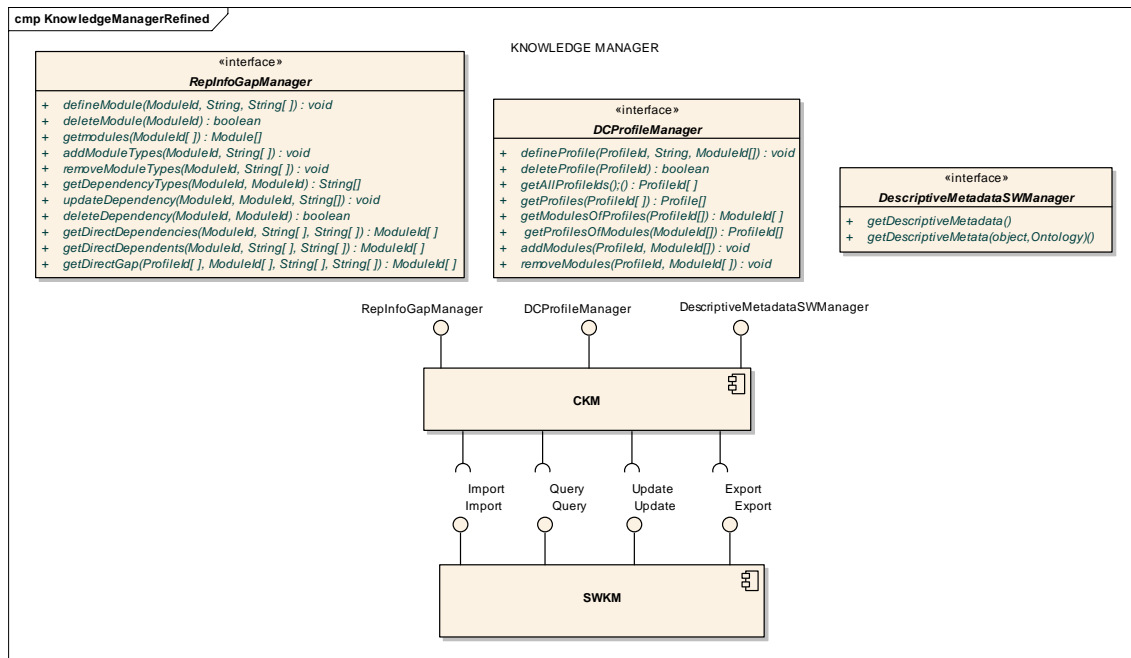 cmp KnowledgeManagerRefined
KNOWLEDGE MANAGER
«interface»
RepInfoGapManager
+ defineModule(ModuleId, String, String[ ]) : void
+ deleteModule(ModuleId) : boolean
+ getmodules(ModuleId[ ]) : Module[]
+ addModuleTypes(ModuleId, String[ ]) : void
+ removeModuleTypes(ModuleId, String[ ]) : void
+ getDependencyTypes(ModuleId, ModuleId) : String[]
+ updateDependency(ModuleId, ModuleId, String[]) : void
+ deleteDependency(ModuleId, ModuleId) : boolean
+ getDirectDependencies(ModuleId, String[ ], String[ ]) : ModuleId[ ]
+ getDirectDependents(ModuleId, String[ ], String[ ]) : ModuleId[ ]
+ getDirectGap(ProfileId[ ], ModuleId[ ], String[ ], String[ ]) : ModuleId[ ]
«interface»
DCProfileManager
+ defineProfile(ProfileId, String, ModuleId[]) : void
+ deleteProfile(ProfileId) : boolean
+ getAllProfileIds();() : ProfileId[ ]
+ getProfiles(ProfileId[ ]) : Profile[]
+ getModulesOfProfiles(ProfileId[]) : ModuleId[ ]
+ getProfilesOfModules(ModuleId[]) : ProfileId[]
+ addModules(ProfileId, ModuleId[]) : void
+ removeModules(ProfileId, ModuleId[ ]) : void
«interface»
DescriptiveMetadataSWManager
+ getDescriptiveMetadata()
+ getDescriptiveMetata(object,Ontology)()
RepInfoGapManager
DCProfileManager
DescriptiveMetadataSWManager
CKM
Import
Query
Update
Export
Import
Query
Update
Export
SWKM